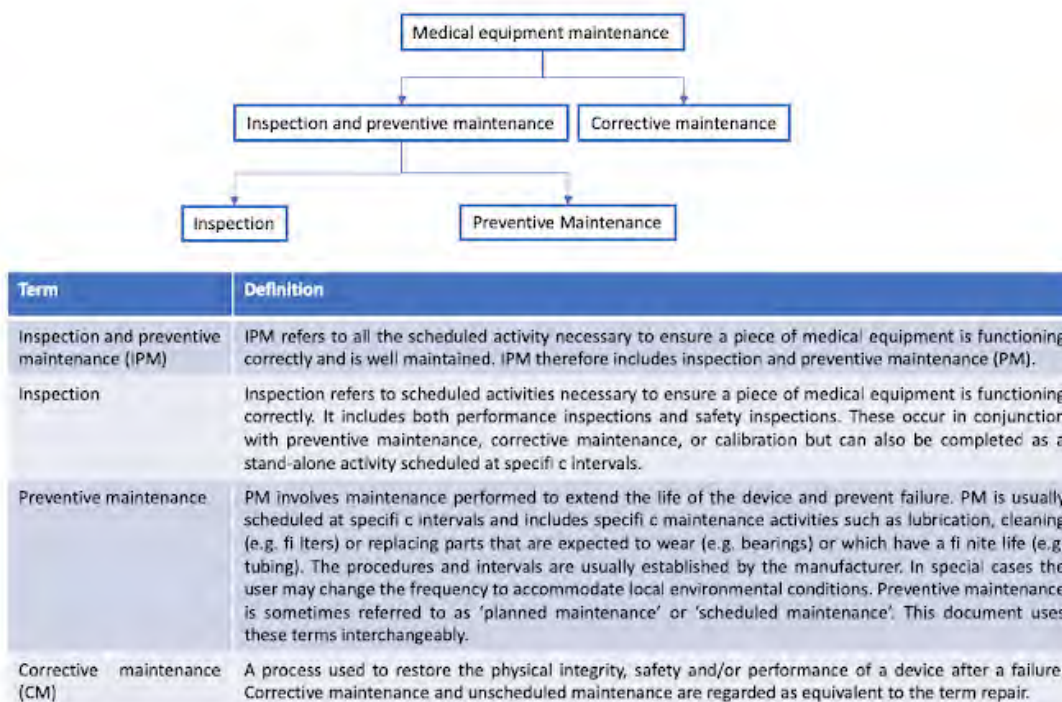 Medical equipment maintenance
Inspection and preventive maintenance
Corrective maintenance
Inspection
Preventive Maintenance
Term
Definition
Inspection and preventive
maintenance (IPM)
IPM refers to all the scheduled activity necessary to ensure a piece of medical equipment is functioning
correctly and is well maintained. IPM therefore includes inspection and preventive maintenance (PM).
Inspection
Inspection refers to scheduled activities necessary to ensure a piece of medical equipment is functioning
correctly. It includes both performance inspections and safety inspections. These occur in conjunction
with preventive maintenance, corrective maintenance, or calibration but can also be completed as a
stand-alone activity scheduled at specifi c intervals.
Preventive maintenance
PM involves maintenance performed to extend the life of the device and prevent failure. PM is usually
scheduled at specifi c intervals and includes specifi c maintenance activities such as lubrication, cleaning
(e.g. fi lters) or replacing parts that are expected to wear (e.g. bearings) or which have a fi nite life (e.g.
tubing). The procedures and intervals are usually established by the manufacturer. In special cases the
user may change the frequency to accommodate local environmental conditions. Preventive maintenance
is sometimes referred to as ‘planned maintenance’ or ‘scheduled maintenance’. This document uses
these terms interchangeably.
Corrective maintenance
(CM)
A process used to restore the physical integrity, safety and/or performance of a device after a failure.
Corrective maintenance and unscheduled maintenance are regarded as equivalent to the term repair.